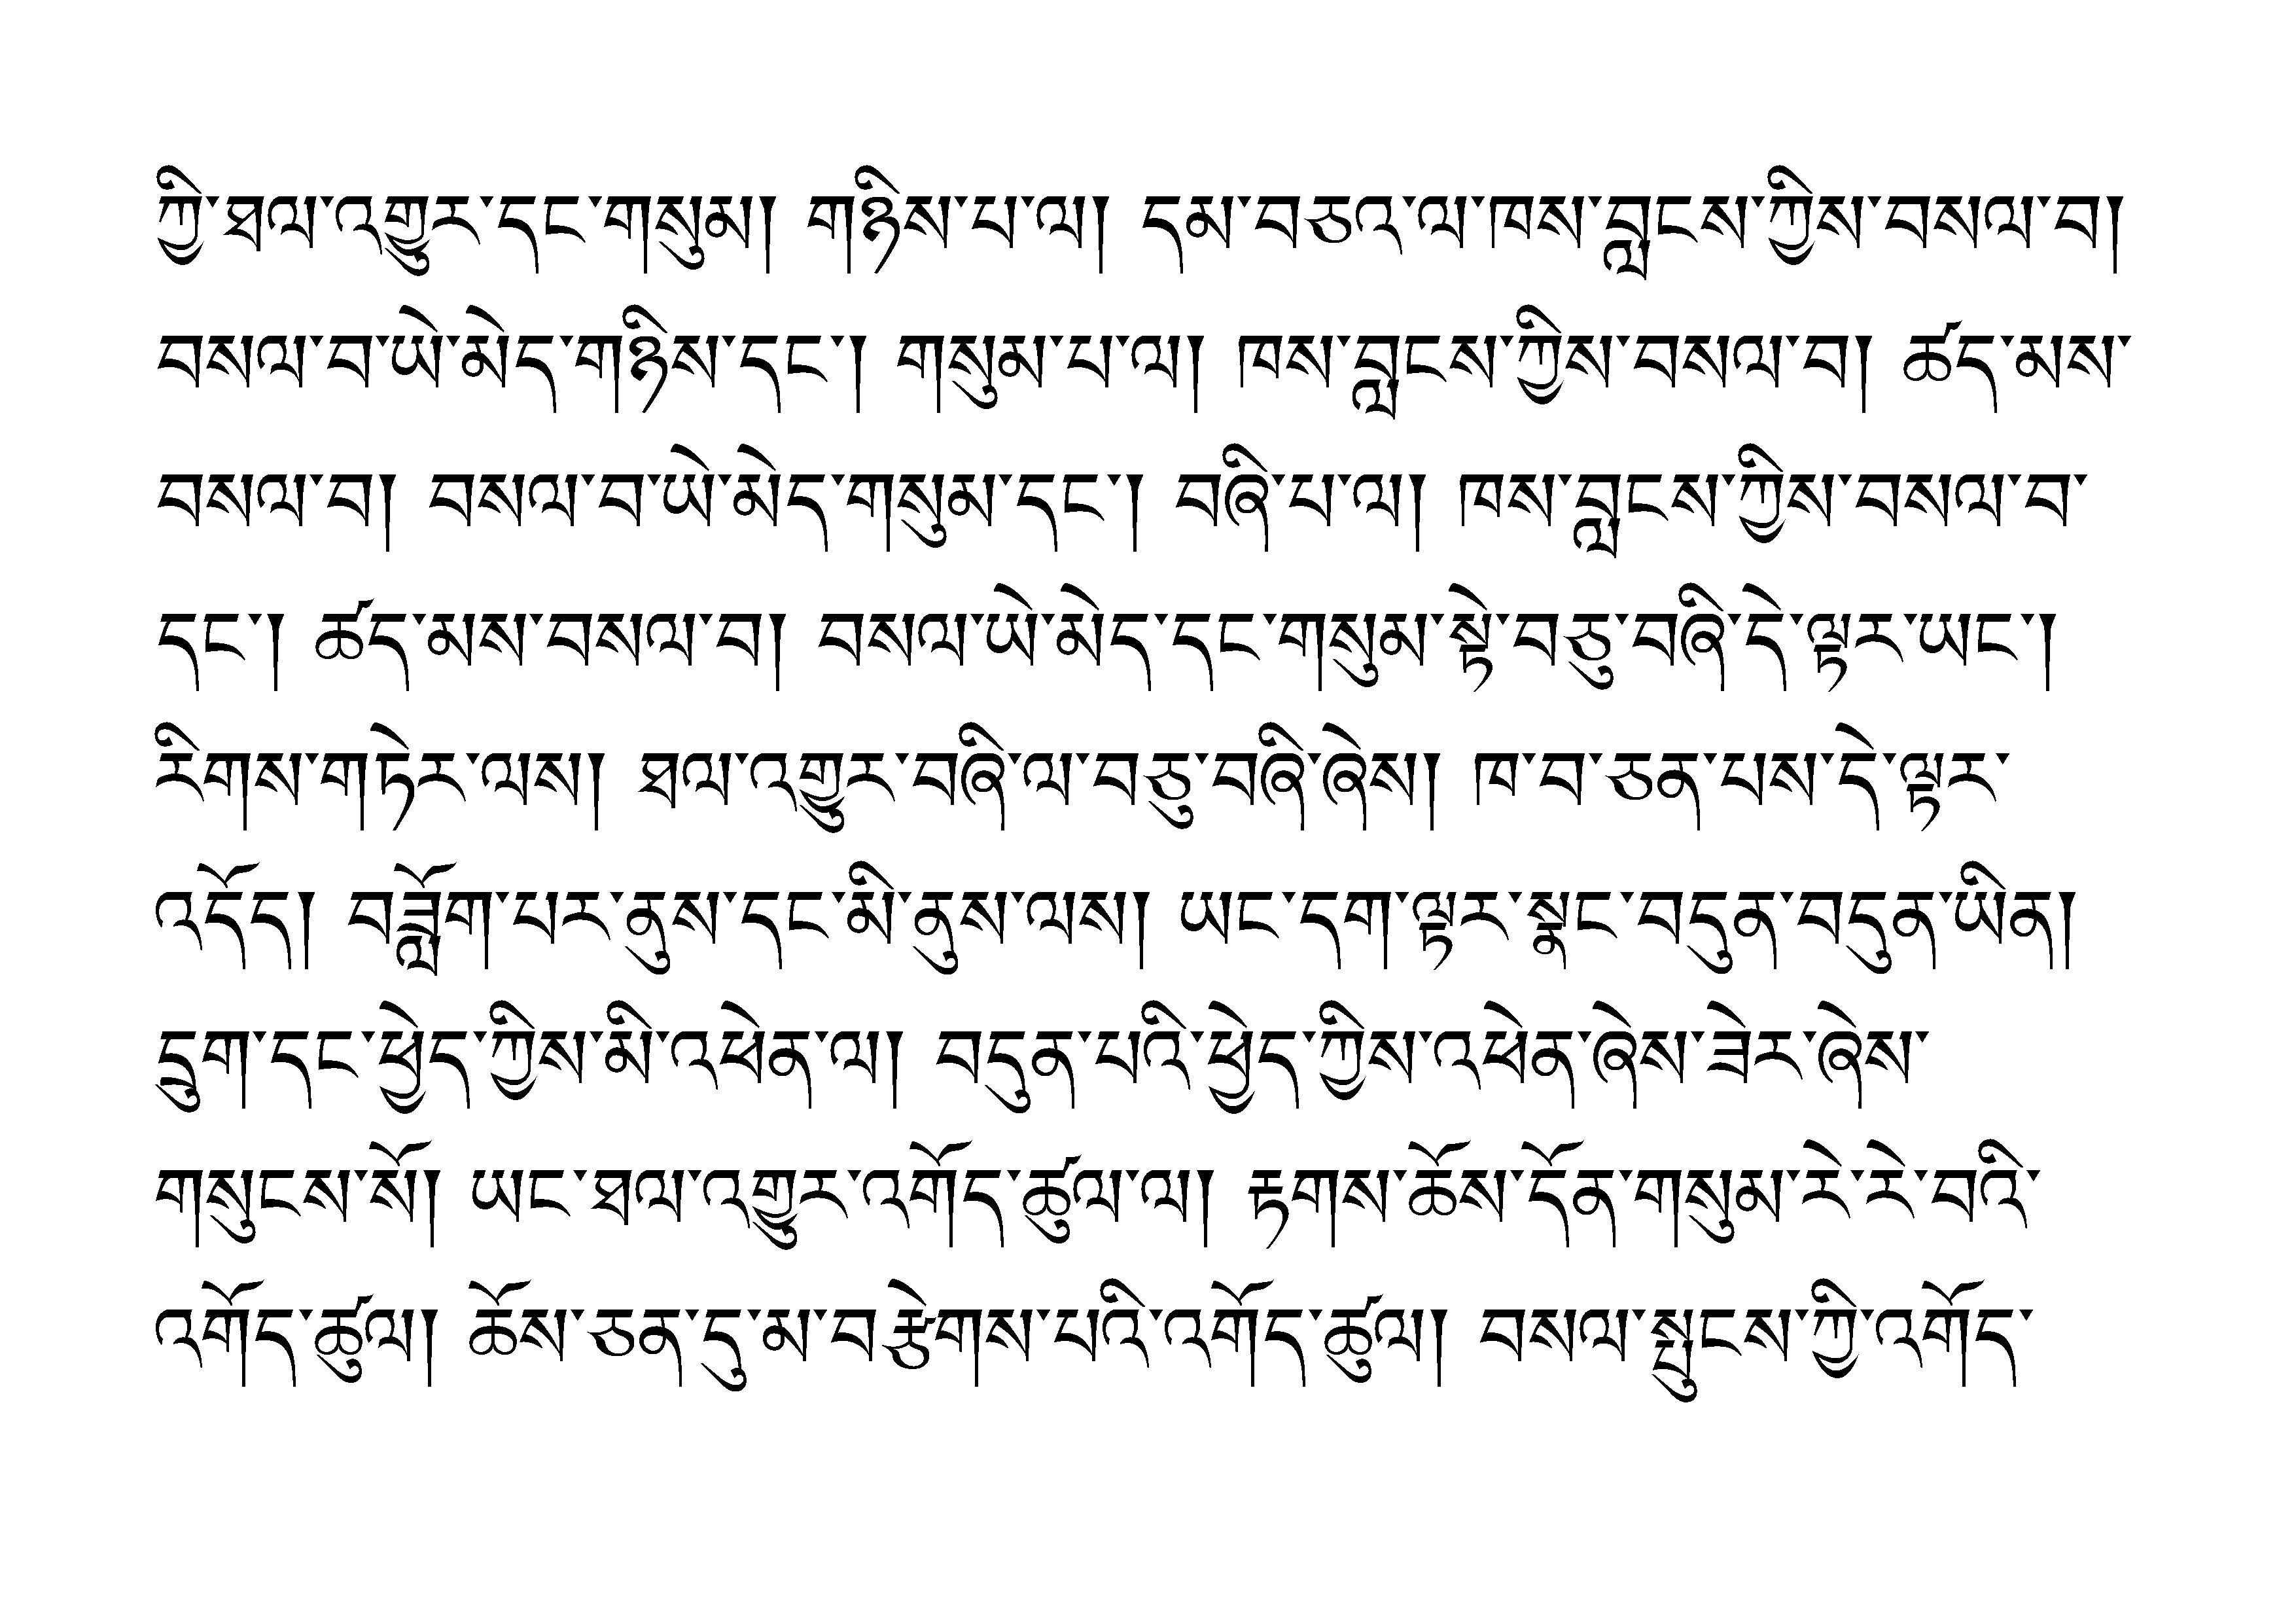 ཀྱི་ཐལ་འགྱུར་དང་གསུམ། གཉིས་པ་ལ། དམ་བཅའ་ལ་ཁས་བླངས་ཀྱིས་བསལ་བ།
བསལ་བ་ཡེ་མེད་གཉིས་དང་། གསུམ་པ་ལ། ཁས་བླངས་ཀྱིས་བསལ་བ། ཚད་མས་
བསལ་བ། བསལ་བ་ཡེ་མེད་གསུམ་དང་། བཞི་པ་ལ། ཁས་བླངས་ཀྱིས་བསལ་བ་
དང་། ཚད་མས་བསལ་བ། བསལ་ཡེ་མེད་དང་གསུམ་སྟེ་བཅུ་བཞི་དེ་ལྟར་ཡང་།
རིགས་གཏེར་ལས། ཐལ་འགྱུར་བཞི་ལ་བཅུ་བཞི་ཞེས། ཁ་བ་ཅན་པས་དེ་ལྟར་
འདོད། བཟློག་པར་ནུས་དང་མི་ནུས་ལས། ཡང་དག་ལྟར་སྣང་བདུན་བདུན་ཡིན།
དྲུག་དང་ཕྱེད་ཀྱིས་མི་འཕེན་ལ། བདུན་པའི་ཕྱེད་ཀྱིས་འཕེན་ཞེས་ཟེར་ཞེས་
གསུངས་སོ། ཡང་ཐལ་འགྱུར་འགོད་ཚུལ་ལ། རྟགས་ཆོས་དོན་གསུམ་རེ་རེ་བའི་
འགོད་ཚུལ། ཆོས་ཅན་དུ་མ་བརྩེགས་པའི་འགོད་ཚུལ། བསལ་སྤུངས་ཀྱི་འགོད་